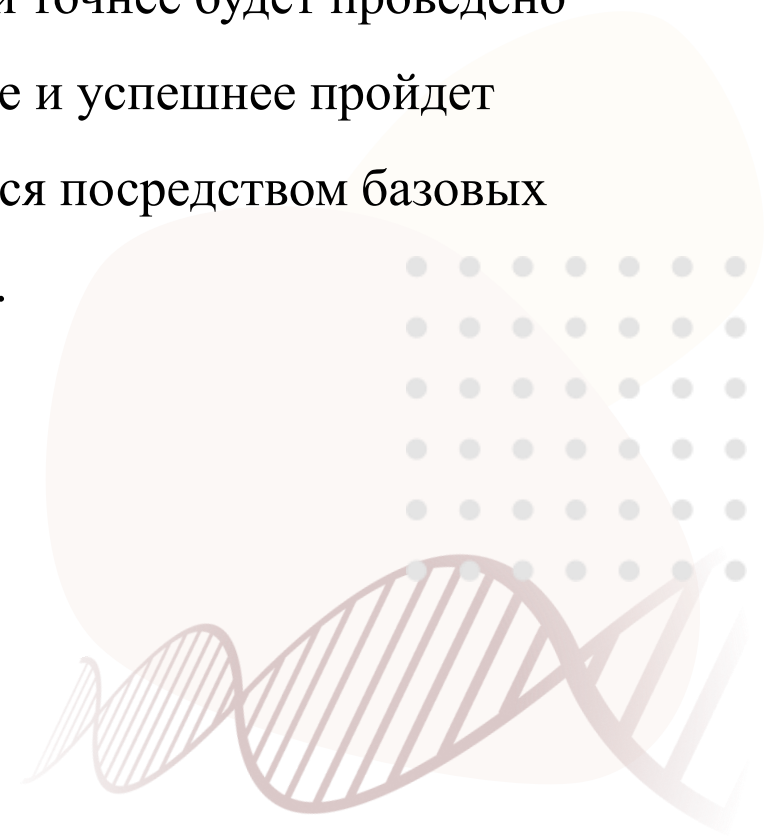 и точнее будет проведено
е и успешнее пройдет
ся посредством базовых
.